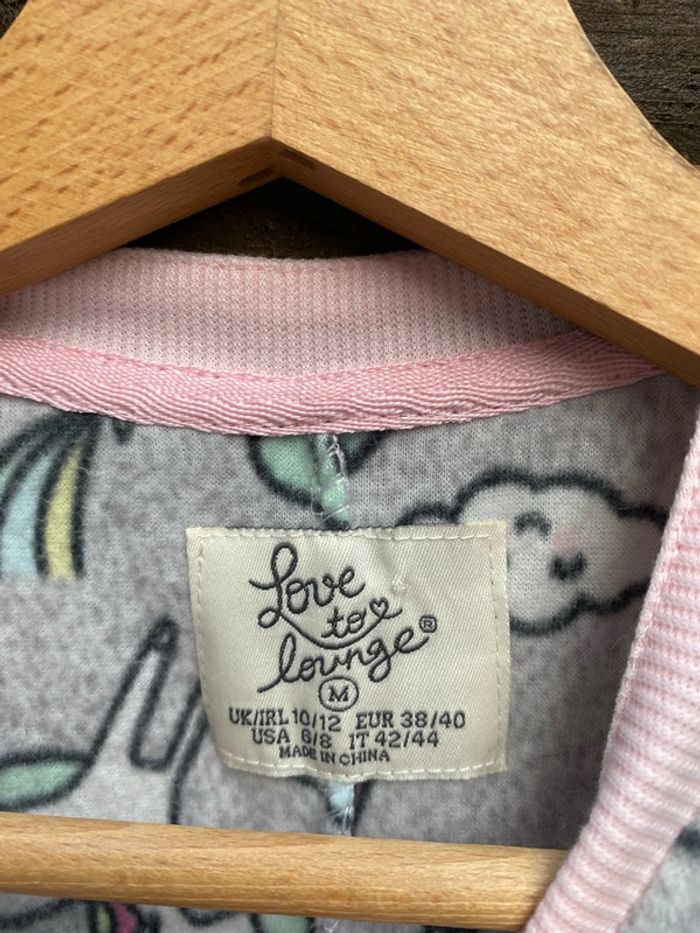 Love
to
lounge®
M
UK/IRL 10/12 EUR 38/40
USA 6/8 IT 42/44
MADE IN CHINA